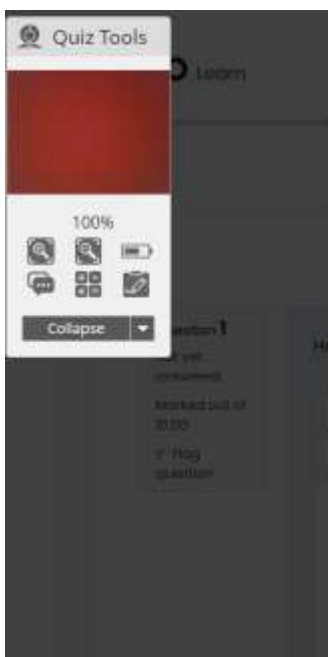 Quiz Tools
Learn
100%
Collapse
Question 1
Not yet
answered
Marked out of
10.00
Flag
question